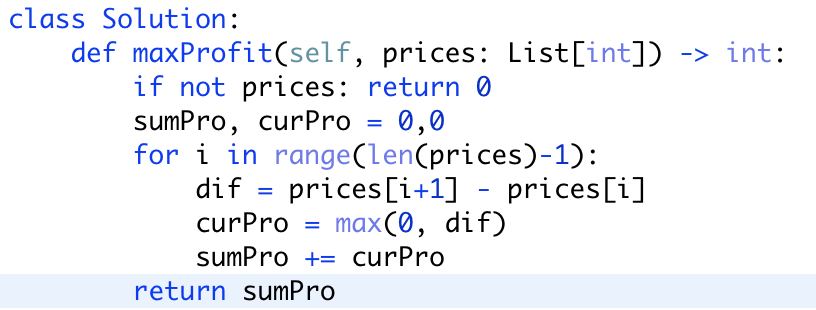 class Solution:
    def maxProfit(self, prices: List[int]) -> int:
        if not prices: return 0
        sumPro, curPro = 0,0
        for i in range(len(prices)-1):
            dif = prices[i+1] - prices[i]
            curPro = max(0, dif)
            sumPro += curPro
        return sumPro